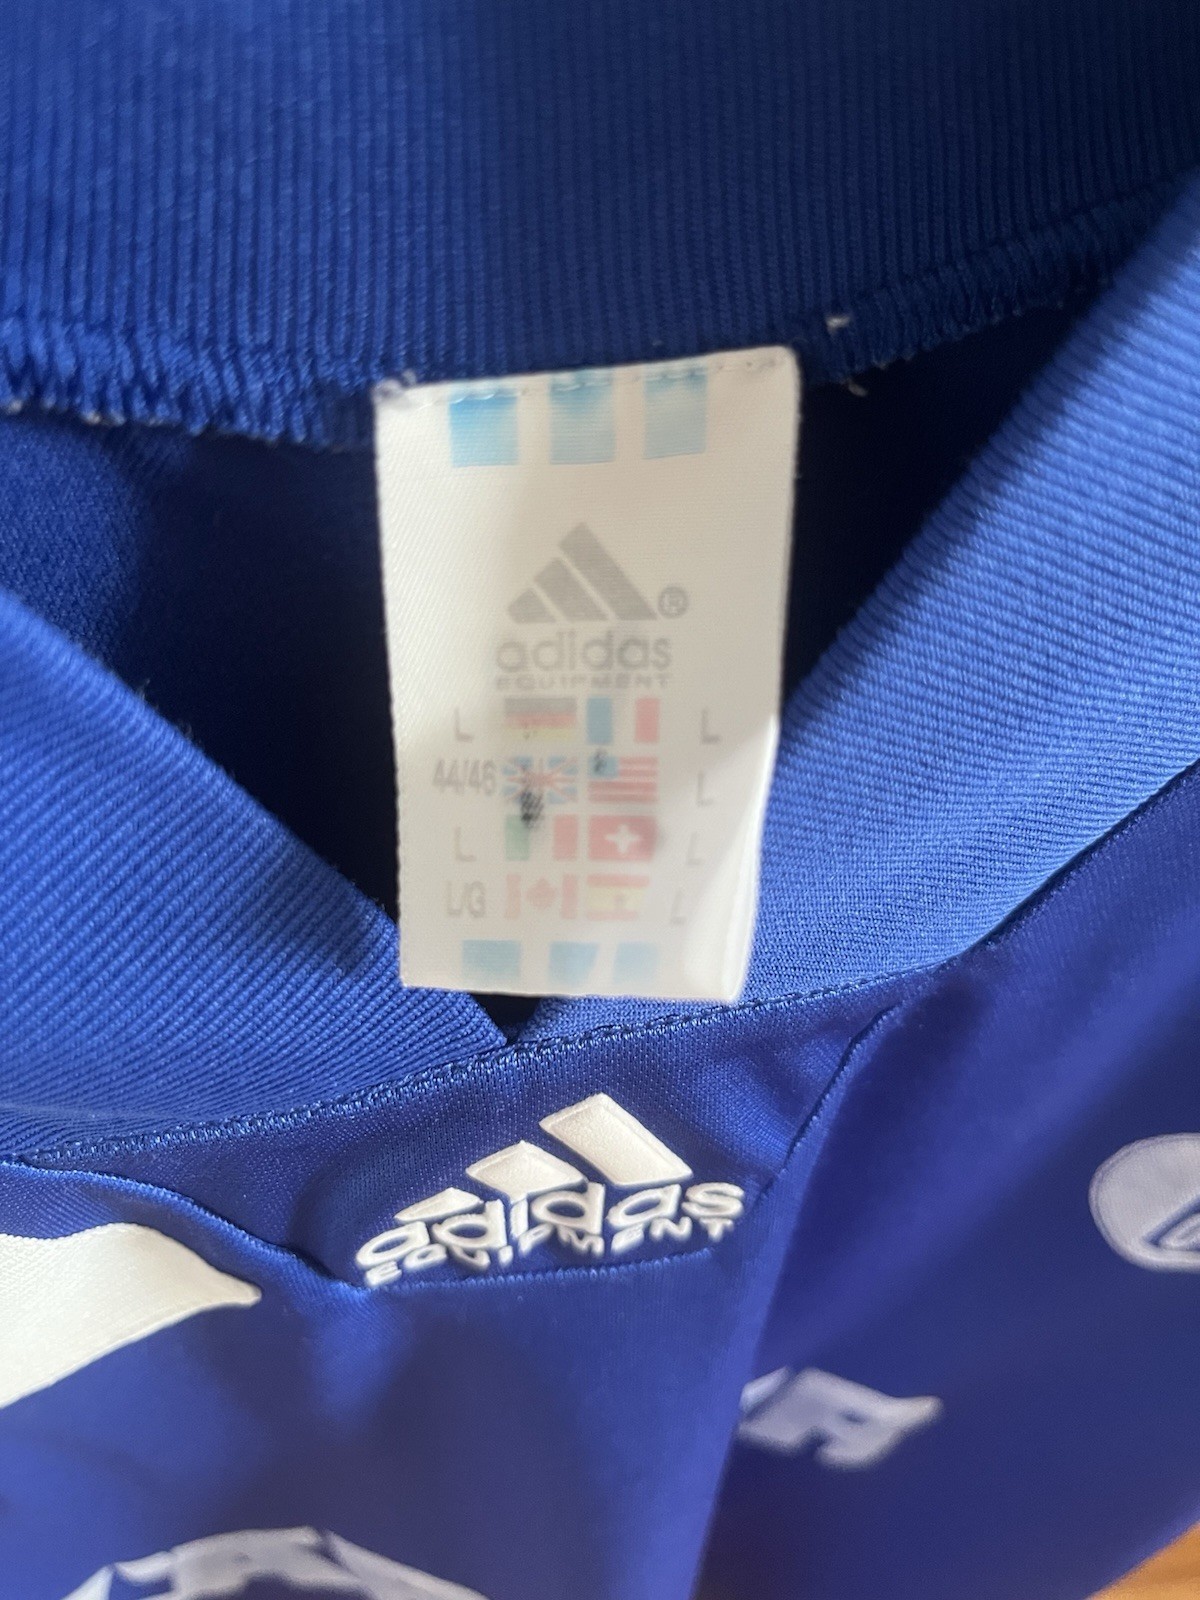 ®
adidas
EQUIPMENT
L L
44/46 L
L L
L/G L
adidas
EQUIPMENT